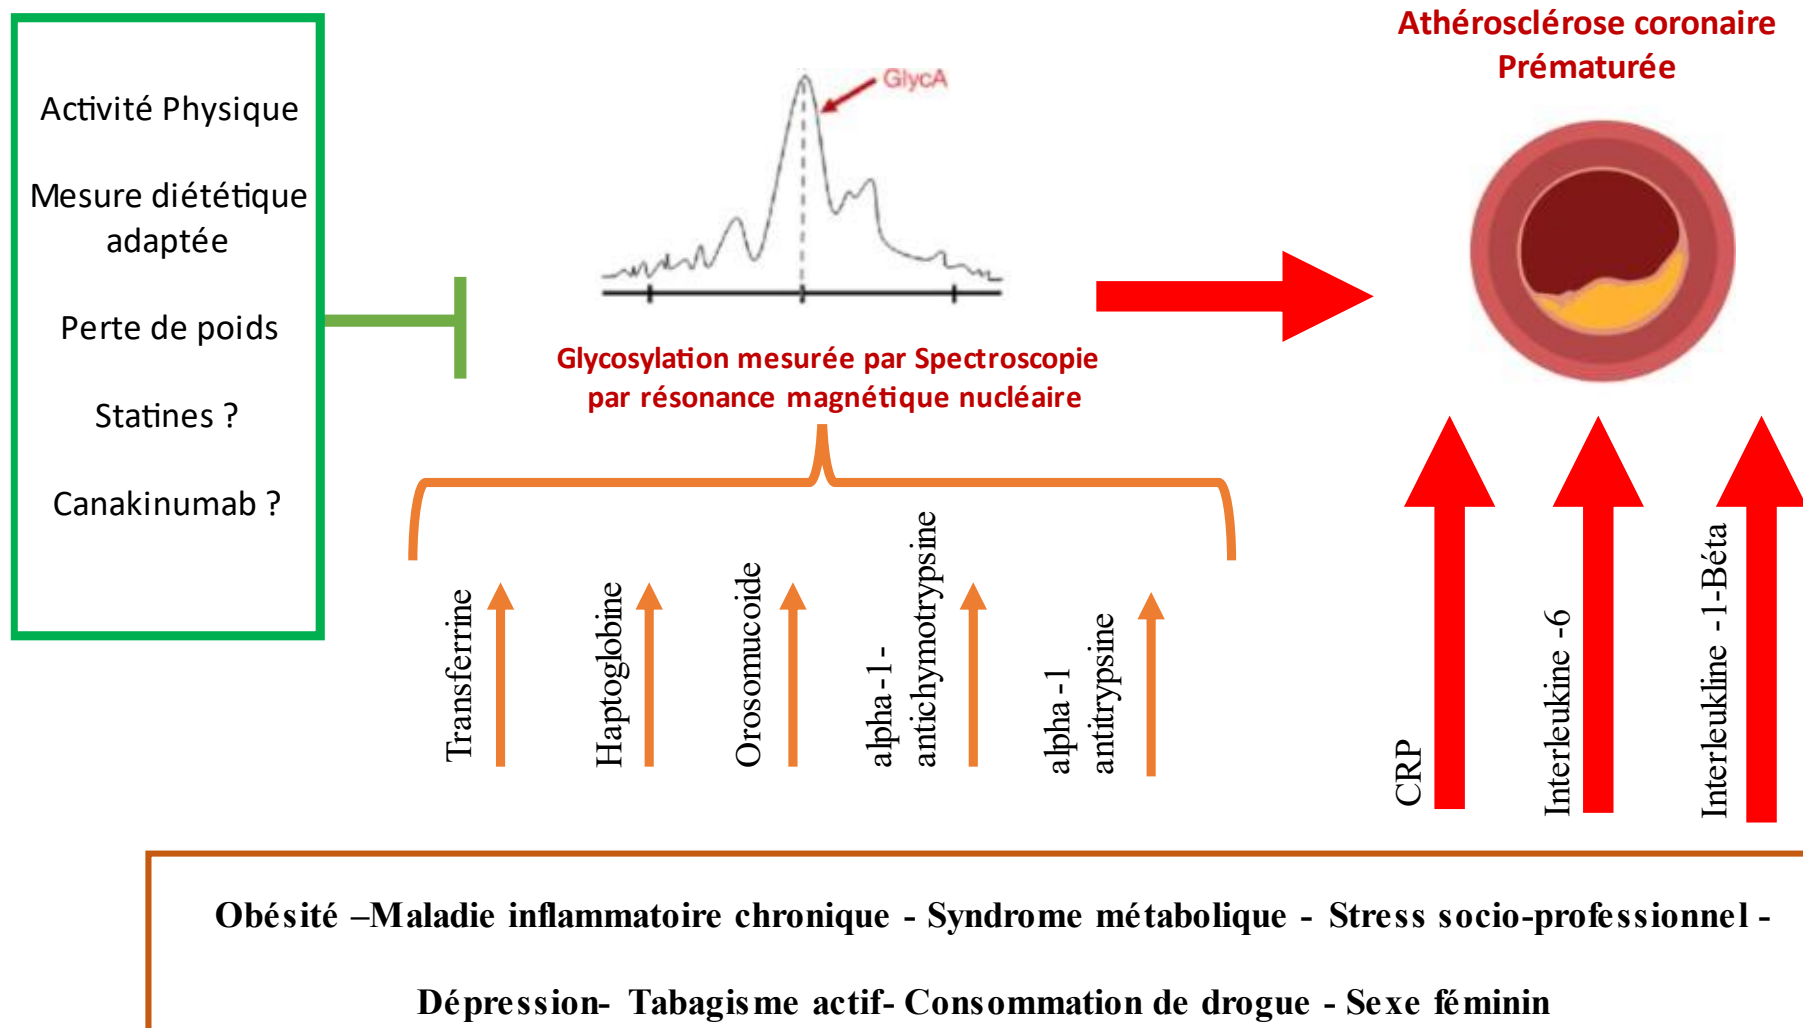 Activité Physique
Mesure diététique
adaptée
Perte de poids
Statines ?
Canakinumab ?
GlycA
Glycosylation mesurée par Spectroscopie
par résonance magnétique nucléaire
Athérosclérose coronaire
Prématurée
Transferrine
Haptoglobine
Orosomucoide
alpha-1-
antichymotrypsine
alpha-1
antitrypsine
CRP
Interleukine -6
Interleukline -1-Béta
Obésité –Maladie inflammatoire chronique - Syndrome métabolique - Stress socio-professionnel -
Dépression- Tabagisme actif- Consommation de drogue - Sexe féminin